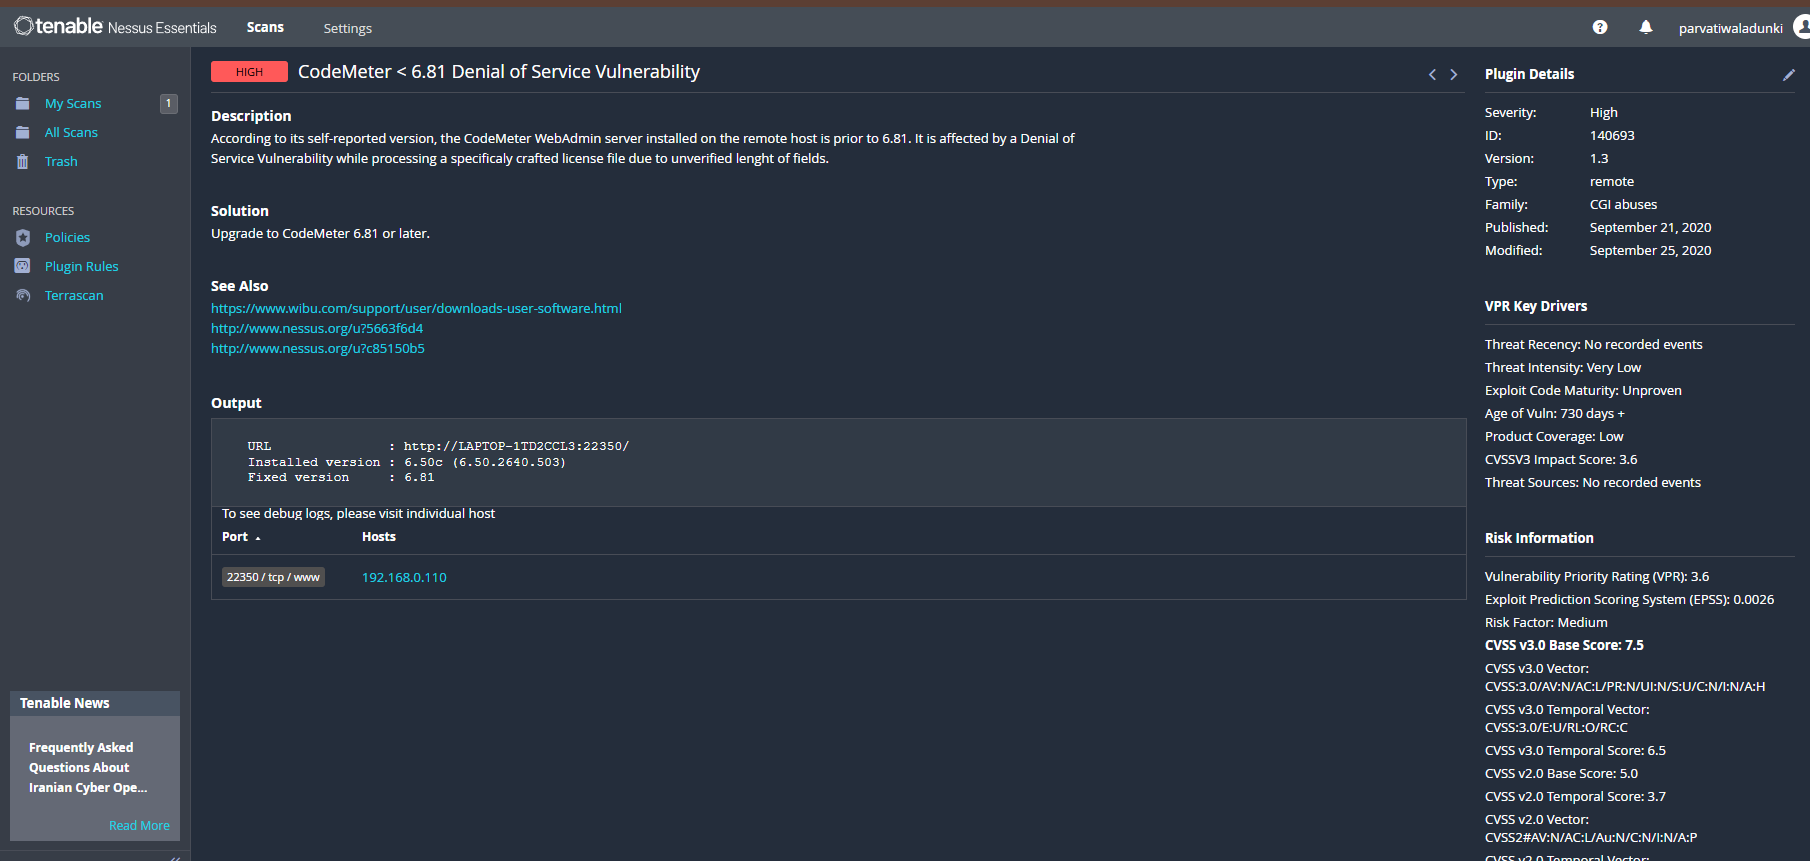 tenable Nessus Essentials
Scans
Settings
parvatiwaladunki
FOLDERS
My Scans
1
All Scans
Trash
RESOURCES
Policies
Plugin Rules
Terrascan
Tenable News
Frequently Asked
Questions About
Iranian Cyber Ope...
Read More
HIGH
CodeMeter < 6.81 Denial of Service Vulnerability
Description
According to its self-reported version, the CodeMeter WebAdmin server installed on the remote host is prior to 6.81. It is affected by a Denial of
Service Vulnerability while processing a specificaly crafted license file due to unverified lenght of fields.
Solution
Upgrade to CodeMeter 6.81 or later.
See Also
https://www.wibu.com/support/user/downloads-user-software.html
http://www.nessus.org/u?5663f6d4
http://www.nessus.org/u?c85150b5
Output
URL : http://LAPTOP-1TD2CCL3:22350/
Installed version : 6.50c (6.50.2640.503)
Fixed version : 6.81
To see debug logs, please visit individual host
Port
Hosts
22350 / tcp / www
192.168.0.110
Plugin Details
Severity: High
ID: 140693
Version: 1.3
Type: remote
Family: CGI abuses
Published: September 21, 2020
Modified: September 25, 2020
VPR Key Drivers
Threat Recency: No recorded events
Threat Intensity: Very Low
Exploit Code Maturity: Unproven
Age of Vuln: 730 days +
Product Coverage: Low
CVSSV3 Impact Score: 3.6
Threat Sources: No recorded events
Risk Information
Vulnerability Priority Rating (VPR): 3.6
Exploit Prediction Scoring System (EPSS): 0.0026
Risk Factor: Medium
CVSS v3.0 Base Score: 7.5
CVSS v3.0 Vector:
CVSS:3.0/AV:N/AC:L/PR:N/UI:N/S:U/C:N/I:N/A:H
CVSS v3.0 Temporal Vector:
CVSS:3.0/E:U/RL:O/RC:C
CVSS v3.0 Temporal Score: 6.5
CVSS v2.0 Base Score: 5.0
CVSS v2.0 Temporal Score: 3.7
CVSS v2.0 Vector:
CVSS2#AV:N/AC:L/Au:N/C:N/I:N/A:P
CVSS v2.0 Temporal Vector: